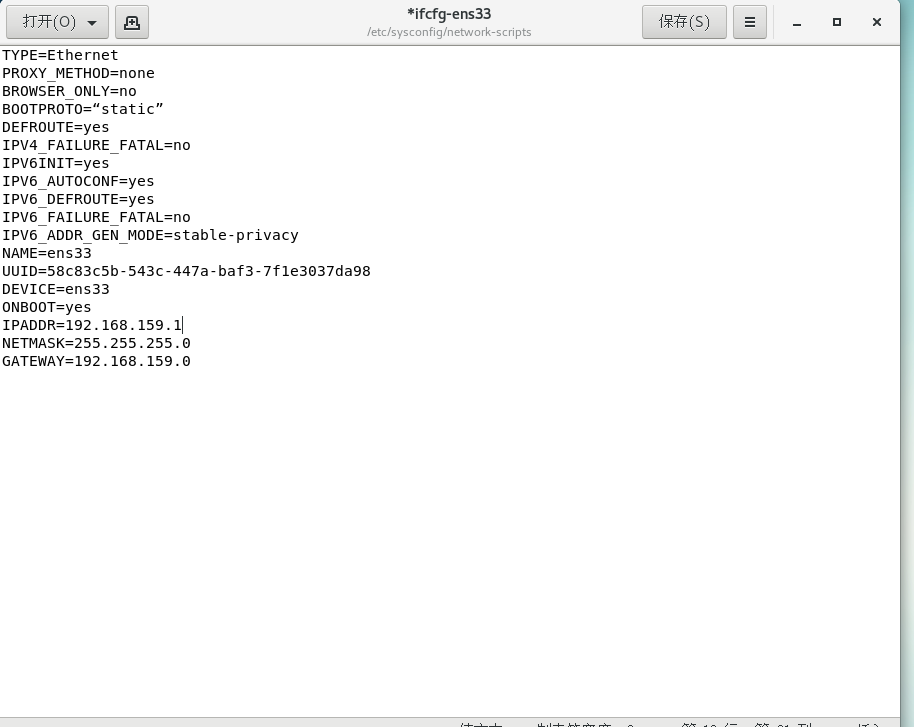 打开(O)
*ifcfg-ens33
/etc/sysconfig/network-scripts
保存(S)
TYPE=Ethernet
PROXY_METHOD=none
BROWSER_ONLY=no
BOOTPROTO=“static”
DEFROUTE=yes
IPV4_FAILURE_FATAL=no
IPV6INIT=yes
IPV6_AUTOCONF=yes
IPV6_DEFROUTE=yes
IPV6_FAILURE_FATAL=no
IPV6_ADDR_GEN_MODE=stable-privacy
NAME=ens33
UUID=58c83c5b-543c-447a-baf3-7f1e3037da98
DEVICE=ens33
ONBOOT=yes
IPADDR=192.168.159.1
NETMASK=255.255.255.0
GATEWAY=192.168.159.0